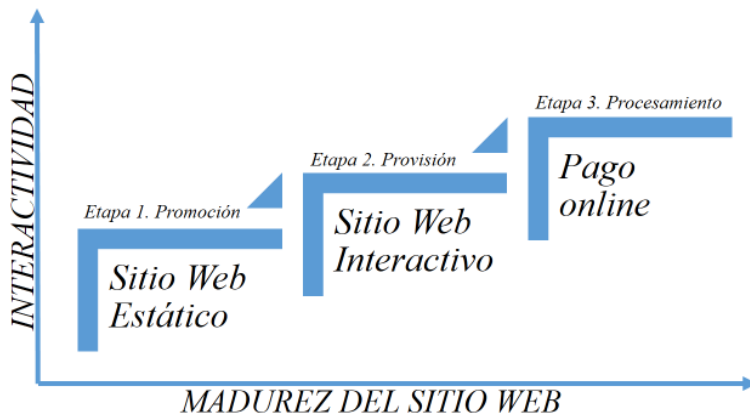 INTERACTIVIDAD
Etapa 1. Promoción
Sitio Web
Estático
Etapa 2. Provisión
Sitio Web
Interactivo
Etapa 3. Procesamiento
Pago
online
MADUREZ DEL SITIO WEB